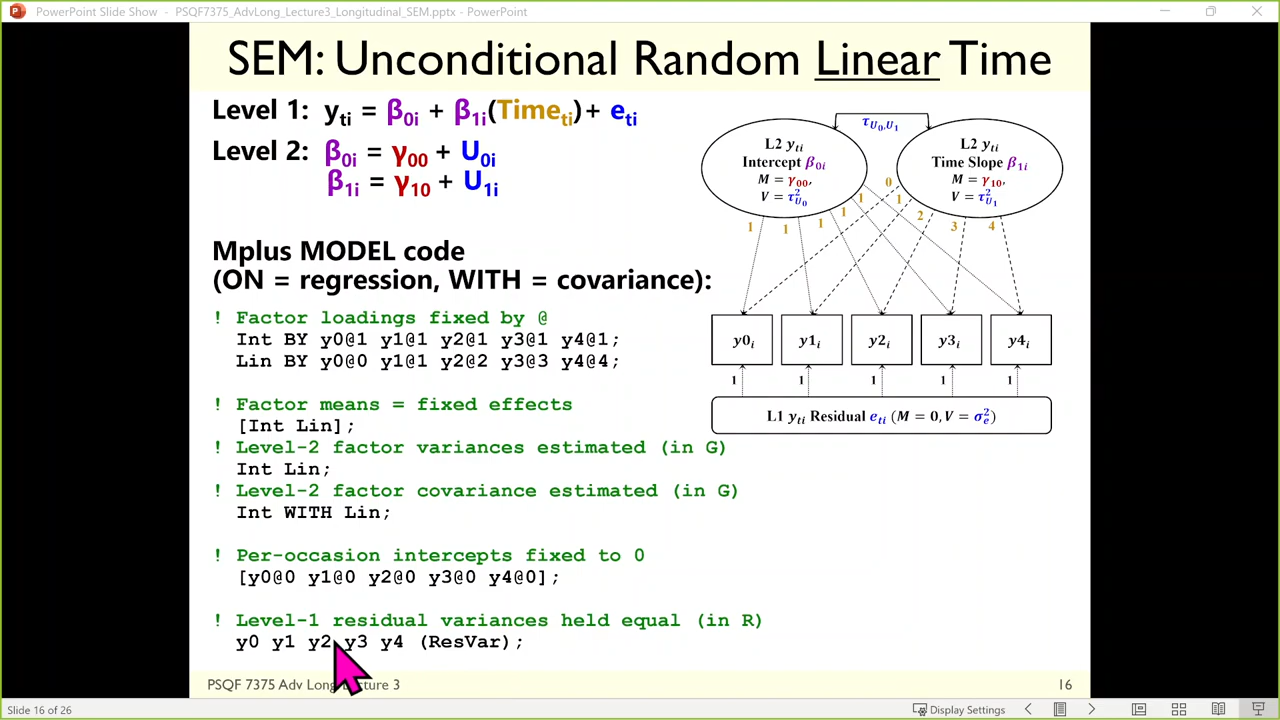 PowerPoint Slide Show - PSQF7375_AdvLong_Lecture3_Longitudinal_SEM.pptx - PowerPoint
SEM: Unconditional Random Linear Time
Level 1: yti = β0i + β1i(Timeti)+ eti
Level 2: β0i = γ00 + U0i
β1i = γ10 + U1i
Mplus MODEL code
(ON = regression, WITH = covariance):
! Factor loadings fixed by @
Int BY y0@1 y1@1 y2@1 y3@1 y4@1;
Lin BY y0@0 y1@1 y2@2 y3@3 y4@4;
! Factor means = fixed effects
[Int Lin];
! Level-2 factor variances estimated (in G)
Int Lin;
! Level-2 factor covariance estimated (in G)
Int WITH Lin;
! Per-occasion intercepts fixed to 0
[y0@0 y1@0 y2@0 y3@0 y4@0];
! Level-1 residual variances held equal (in R)
y0 y1 y2 y3 y4 (ResVar);
τU0,U1
L2 yti
Intercept β0i
M = γ00,
V = τ²U0
L2 yti
Time Slope β1i
M = γ10,
V = τ²U1
1 1 1 1 1
0 1 2 3 4
y0i y1i y2i y3i y4i
1 1 1 1 1
L1 yti Residual eti (M = 0, V = σ²e)
PSQF 7375 Adv Long Lecture 3
16
Slide 16 of 26
Display Settings